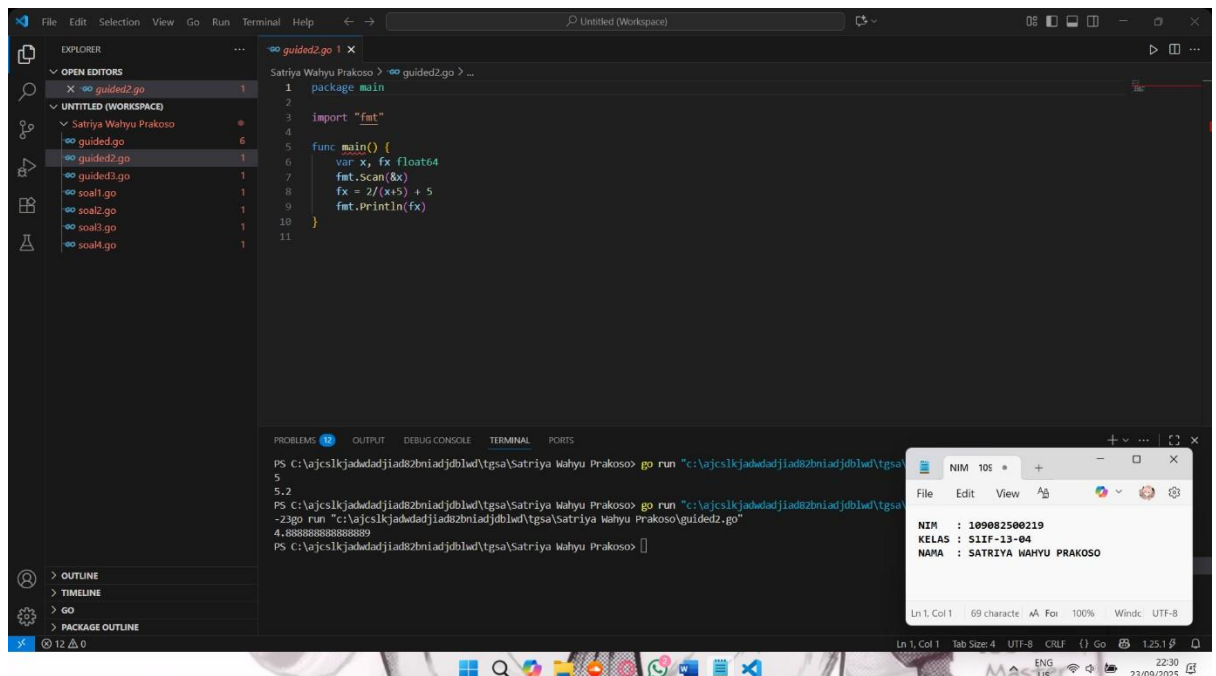 File Edit Selection View Go Run Terminal Help
Untitled (Workspace)
EXPLORER
OPEN EDITORS
guided2.go 1
UNTITLED (WORKSPACE)
Satriya Wahyu Prakoso
guided.go 6
guided2.go 1
guided3.go 1
soal1.go 1
soal2.go 1
soal3.go 1
soal4.go 1
OUTLINE
TIMELINE
GO
PACKAGE OUTLINE
guided2.go 1
Satriya Wahyu Prakoso > guided2.go > ...
1 package main
2
3 import "fmt"
4
5 func main() {
6 var x, fx float64
7 fmt.Scan(&x)
8 fx = 2/(x+5) + 5
9 fmt.Println(fx)
10 }
11
PROBLEMS 12 OUTPUT DEBUG CONSOLE TERMINAL PORTS
PS C:\ajcslkjadwdadjiad82bniadjdblwd\tgsa\Satriya Wahyu Prakoso> go run "c:\ajcslkjadwdadjiad82bniadjdblwd\tgsa\
5
5.2
PS C:\ajcslkjadwdadjiad82bniadjdblwd\tgsa\Satriya Wahyu Prakoso> go run "c:\ajcslkjadwdadjiad82bniadjdblwd\tgsa\
-23go run "c:\ajcslkjadwdadjiad82bniadjdblwd\tgsa\Satriya Wahyu Prakoso\guided2.go"
4.888888888888889
PS C:\ajcslkjadwdadjiad82bniadjdblwd\tgsa\Satriya Wahyu Prakoso>
NIM 109
File Edit View
NIM : 109082500219
KELAS : S1IF-13-04
NAMA : SATRIYA WAHYU PRAKOSO
Ln 1, Col 1 69 characte 100% Windc UTF-8
12 0
Ln 1, Col 1 Tab Size: 4 UTF-8 CRLF {} Go 1.25.1
ENG
US
22:30
23/09/2025